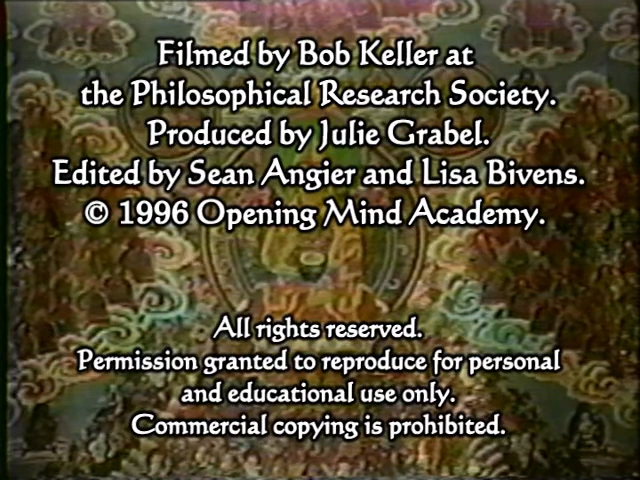 Filmed by Bob Keller at
the Philosophical Research Society.
Produced by Julie Grabel.
Edited by Sean Angier and Lisa Bivens.
© 1996 Opening Mind Academy.
All rights reserved.
Permission granted to reproduce for personal
and educational use only.
Commercial copying is prohibited.